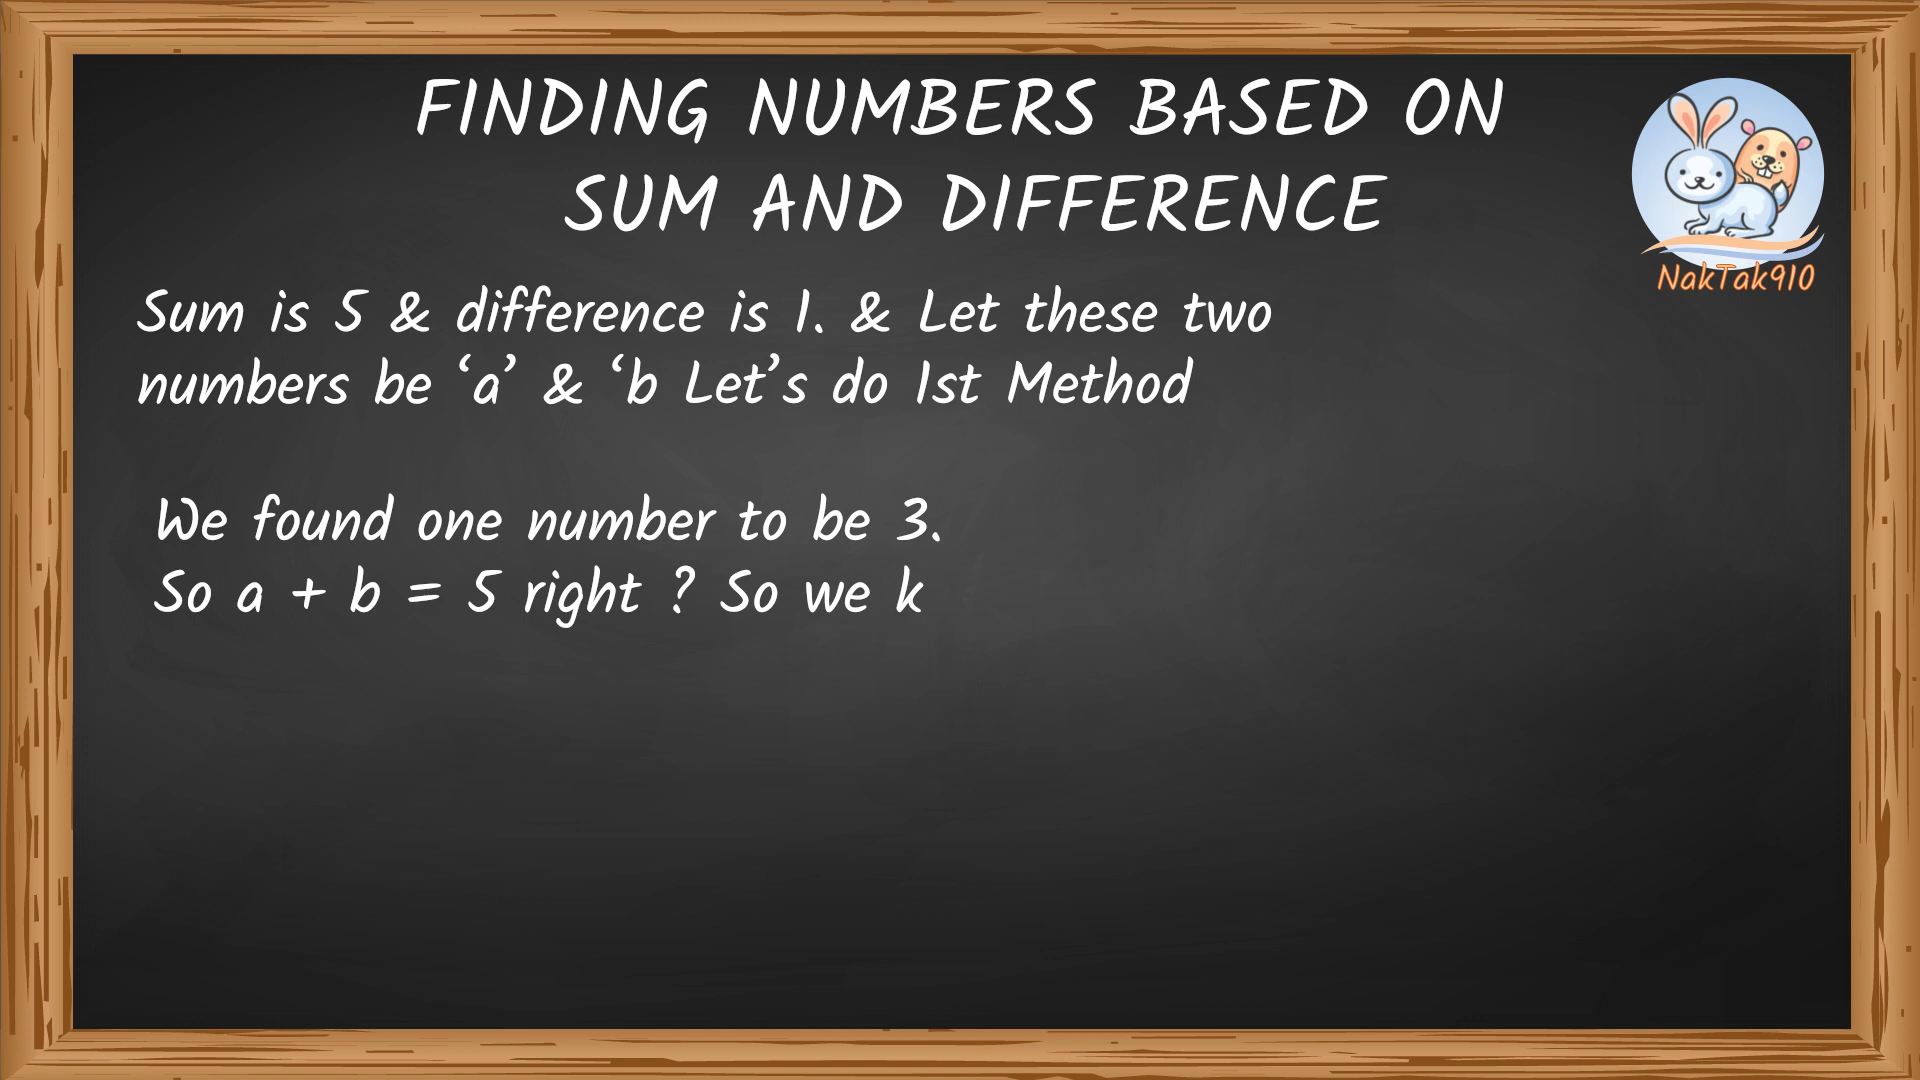 FINDING NUMBERS BASED ON
SUM AND DIFFERENCE
NakTak910
Sum is 5 & difference is 1. & Let these two
numbers be ‘a’ & ‘b Let’s do 1st Method
We found one number to be 3.
So a + b = 5 right ? So we k